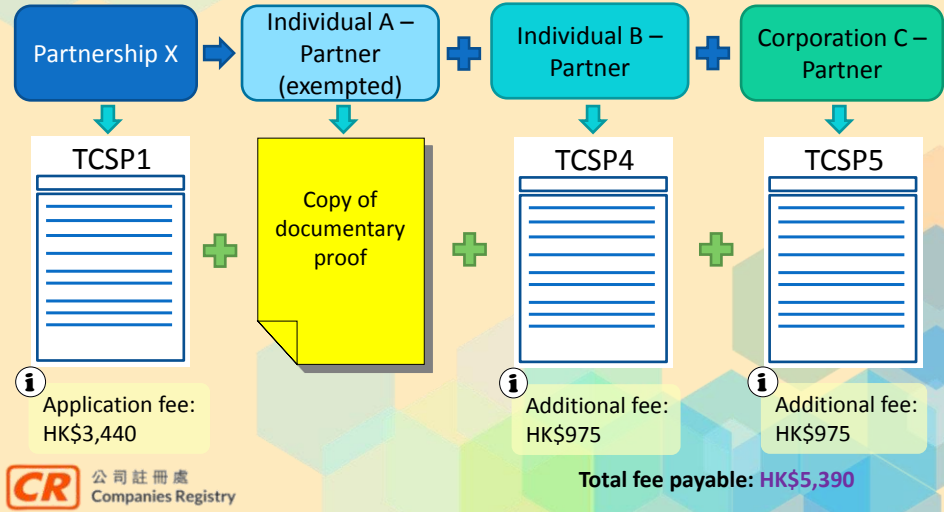 Partnership X
Individual A –
Partner
(exempted)
Individual B –
Partner
Corporation C –
Partner
TCSP1
Copy of
documentary
proof
TCSP4
TCSP5
i
Application fee:
HK$3,440
i
Additional fee:
HK$975
i
Additional fee:
HK$975
CR
公司註冊處
Companies Registry
Total fee payable: HK$5,390